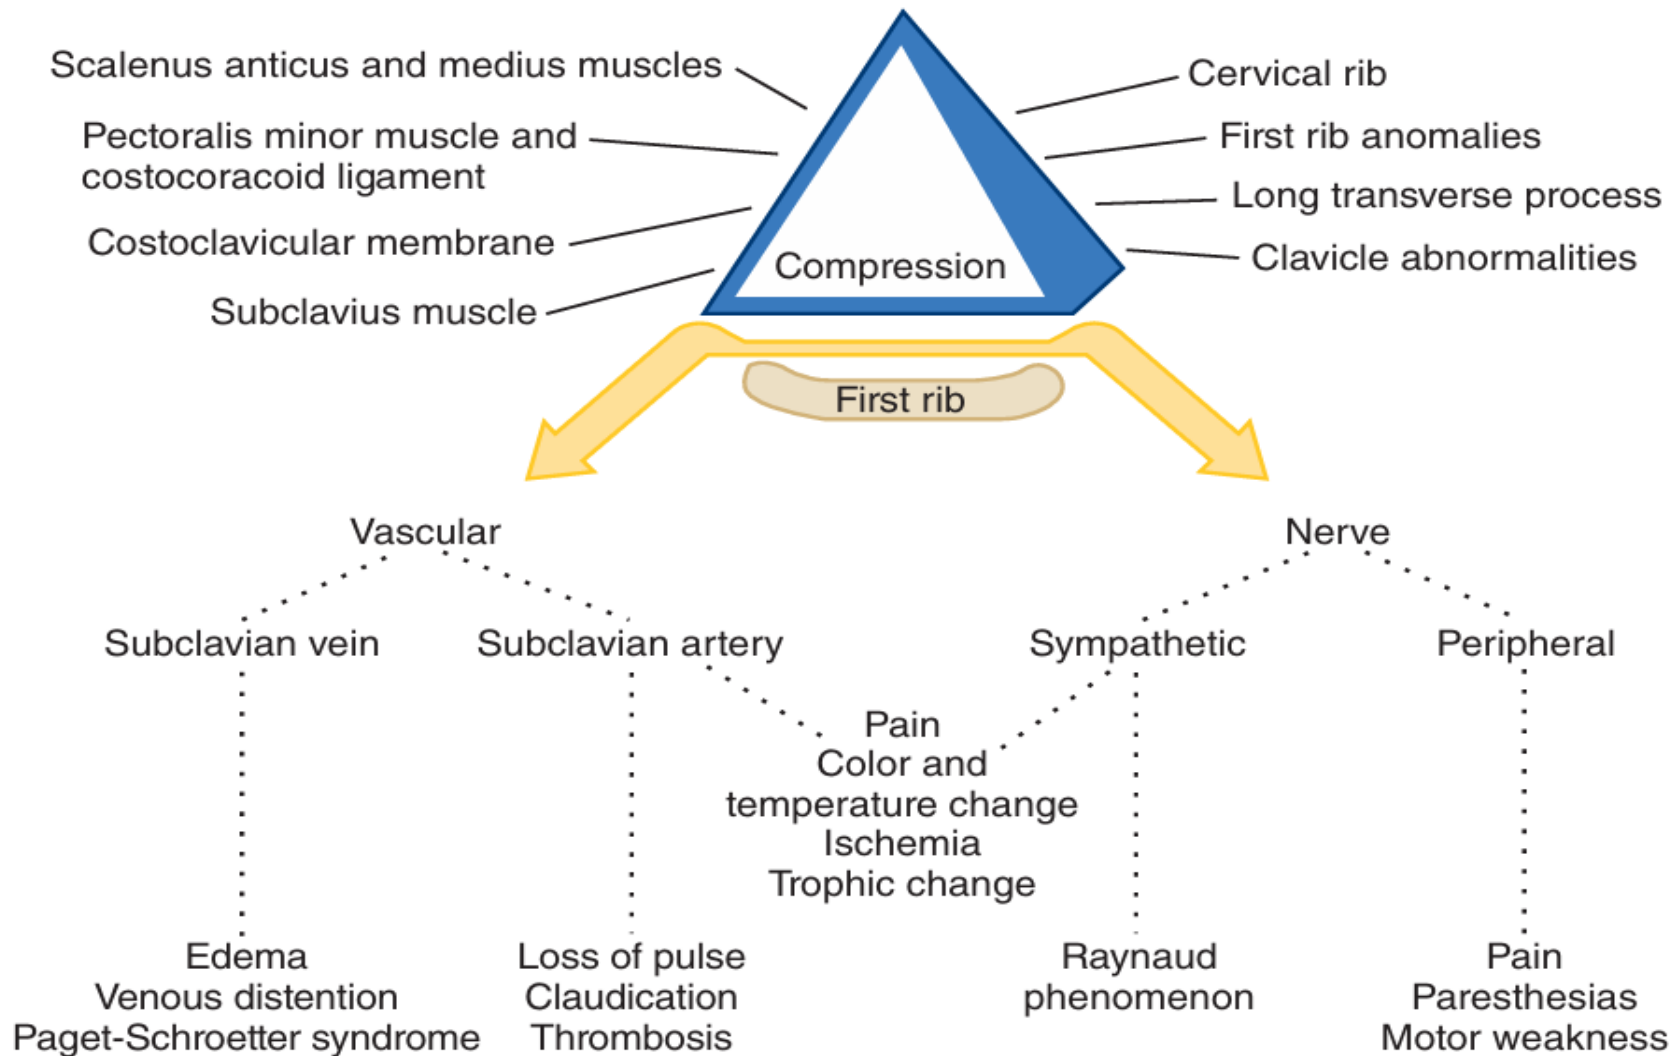 Scalenus anticus and medius muscles
Pectoralis minor muscle and
costocoracoid ligament
Costoclavicular membrane
Subclavius muscle
Cervical rib
First rib anomalies
Long transverse process
Clavicle abnormalities
Compression
First rib
Vascular
Nerve
Subclavian vein
Subclavian artery
Sympathetic
Peripheral
Pain
Color and
temperature change
Ischemia
Trophic change
Edema
Venous distention
Paget-Schroetter syndrome
Loss of pulse
Claudication
Thrombosis
Raynaud
phenomenon
Pain
Paresthesias
Motor weakness